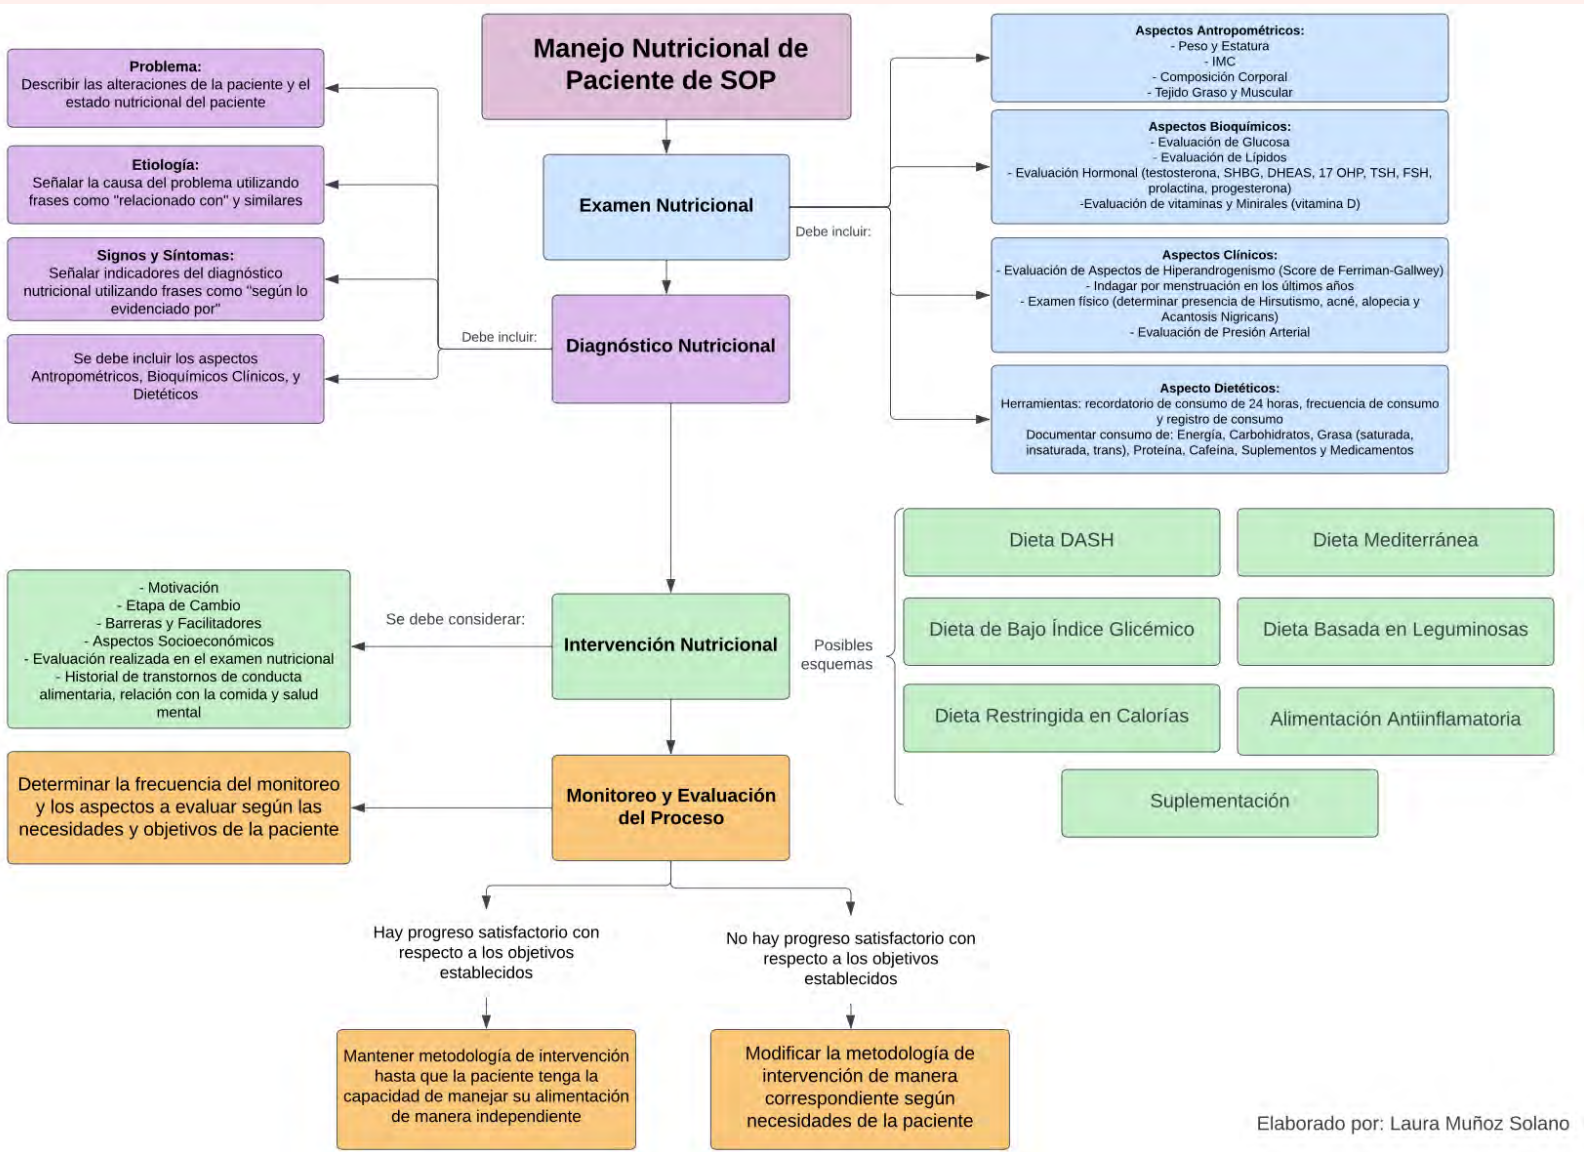 Manejo Nutricional de
Paciente de SOP
Examen Nutricional
Debe incluir:
Aspectos Antropométricos:
- Peso y Estatura
- IMC
- Composición Corporal
- Tejido Graso y Muscular
Aspectos Bioquímicos:
- Evaluación de Glucosa
- Evaluación de Lípidos
- Evaluación Hormonal (testosterona, SHBG, DHEAS, 17 OHP, TSH, FSH,
prolactina, progesterona)
-Evaluación de vitaminas y Minirales (vitamina D)
Aspectos Clínicos:
- Evaluación de Aspectos de Hiperandrogenismo (Score de Ferriman-Gallwey)
- Indagar por menstruación en los últimos años
- Examen físico (determinar presencia de Hirsutismo, acné, alopecia y
Acantosis Nigricans)
- Evaluación de Presión Arterial
Aspecto Dietéticos:
Herramientas: recordatorio de consumo de 24 horas, frecuencia de consumo
y registro de consumo
Documentar consumo de: Energía, Carbohidratos, Grasa (saturada,
insaturada, trans), Proteína, Cafeína, Suplementos y Medicamentos
Diagnóstico Nutricional
Debe incluir:
Problema:
Describir las alteraciones de la paciente y el
estado nutricional del paciente
Etiología:
Señalar la causa del problema utilizando
frases como "relacionado con" y similares
Signos y Síntomas:
Señalar indicadores del diagnóstico
nutricional utilizando frases como "según lo
evidenciado por"
Se debe incluir los aspectos
Antropométricos, Bioquímicos Clínicos, y
Dietéticos
Intervención Nutricional
Se debe considerar:
- Motivación
- Etapa de Cambio
- Barreras y Facilitadores
- Aspectos Socioeconómicos
- Evaluación realizada en el examen nutricional
- Historial de transtornos de conducta
alimentaria, relación con la comida y salud
mental
Posibles
esquemas
Dieta DASH
Dieta Mediterránea
Dieta de Bajo Índice Glicémico
Dieta Basada en Leguminosas
Dieta Restringida en Calorías
Alimentación Antiinflamatoria
Suplementación
Monitoreo y Evaluación
del Proceso
Determinar la frecuencia del monitoreo
y los aspectos a evaluar según las
necesidades y objetivos de la paciente
Hay progreso satisfactorio con
respecto a los objetivos
establecidos
No hay progreso satisfactorio con
respecto a los objetivos
establecidos
Mantener metodología de intervención
hasta que la paciente tenga la
capacidad de manejar su alimentación
de manera independiente
Modificar la metodología de
intervención de manera
correspondiente según
necesidades de la paciente
Elaborado por: Laura Muñoz Solano